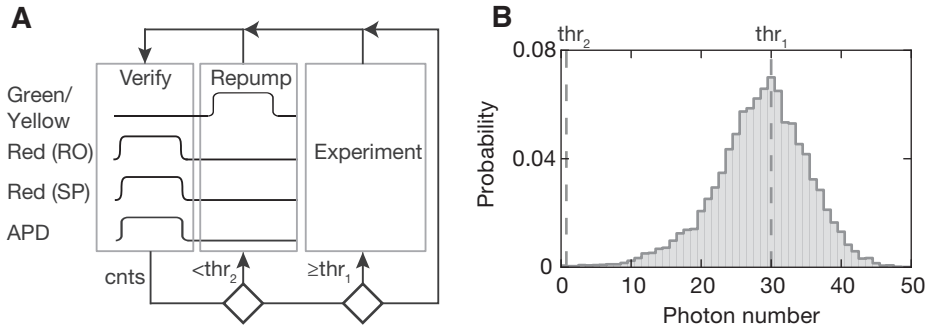 A
Verify
Repump
Green/
Yellow
Red (RO)
Experiment
Red (SP)
APD
cnts
<thr2
≥thr1
B
thr2
thr1
0.08
0.04
0
Probability
0
10
20
30
40
50
Photon number